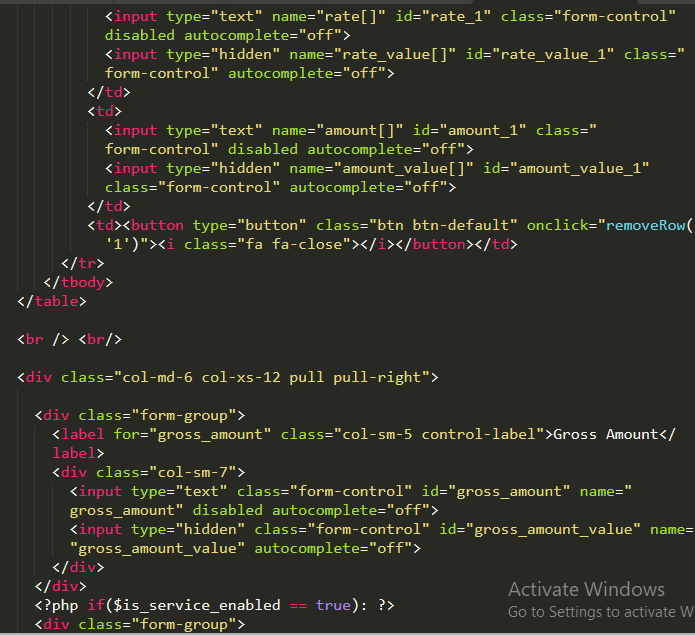 <input type="text" name="rate[]" id="rate_1" class="form-control"
disabled autocomplete="off">
<input type="hidden" name="rate_value[]" id="rate_value_1" class="
form-control" autocomplete="off">
</td>
<td>
<input type="text" name="amount[]" id="amount_1" class="
form-control" disabled autocomplete="off">
<input type="hidden" name="amount_value[]" id="amount_value_1"
class="form-control" autocomplete="off">
</td>
<td><button type="button" class="btn btn-default" onclick="removeRow(
'1')"><i class="fa fa-close"></i></button></td>
</tr>
</tbody>
</table>
<br /> <br/>
<div class="col-md-6 col-xs-12 pull pull-right">
<div class="form-group">
<label for="gross_amount" class="col-sm-5 control-label">Gross Amount</
label>
<div class="col-sm-7">
<input type="text" class="form-control" id="gross_amount" name="
gross_amount" disabled autocomplete="off">
<input type="hidden" class="form-control" id="gross_amount_value" name=
"gross_amount_value" autocomplete="off">
</div>
</div>
<?php if($is_service_enabled == true): ?>
<div class="form-group">
Activate Windows
Go to Settings to activate W